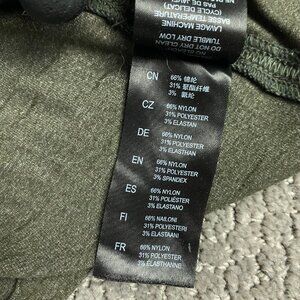 TUMBLE DRY LOW
DO NOT DRY CLEAN
LAVAGE MACHINE
BASSE TEMPERATURE
(CYCLE DELICAT)
PAS DE
CN 66% 锦纶
31% 聚酯纤维
3% 氨纶
CZ 66% NYLON
31% POLYESTER
3% ELASTAN
DE 66% NYLON
31% POLYESTER
3% ELASTHAN
EN 66% NYLON
31% POLYESTER
3% SPANDEX
ES 66% NYLON
31% POLIÉSTER
3% ELASTANO
FI 66% NAILONI
31% POLYESTERI
3% ELASTAANI
FR 66% NYLON
31% POLYESTER
3% ELASTHANNE